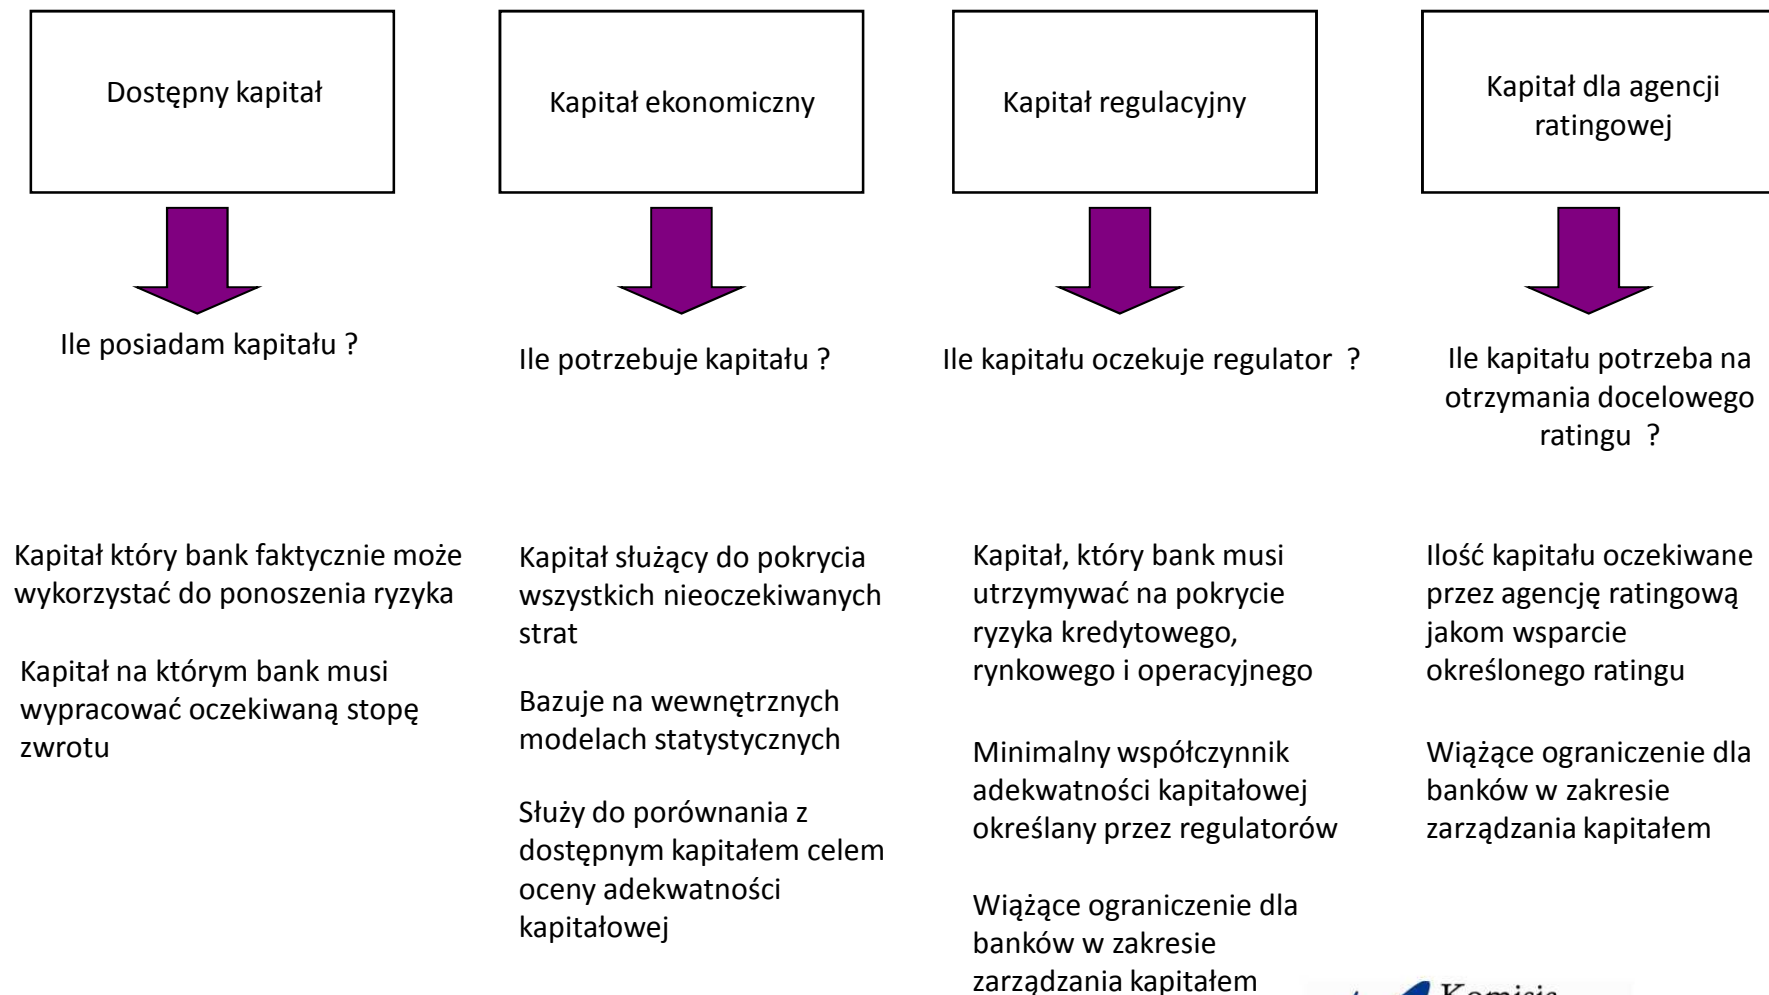 Dostępny kapitał
Ile posiadam kapitału ?
Kapitał który bank faktycznie może
wykorzystać do ponoszenia ryzyka
Kapitał na którym bank musi
wypracować oczekiwaną stopę
zwrotu
Kapitał ekonomiczny
Ile potrzebuje kapitału ?
Kapitał służący do pokrycia
wszystkich nieoczekiwanych
strat
Bazuje na wewnętrznych
modelach statystycznych
Służy do porównania z
dostępnym kapitałem celem
oceny adekwatności
kapitałowej
Kapitał regulacyjny
Ile kapitału oczekuje regulator ?
Kapitał, który bank musi
utrzymywać na pokrycie
ryzyka kredytowego,
rynkowego i operacyjnego
Minimalny współczynnik
adekwatności kapitałowej
określany przez regulatorów
Wiążące ograniczenie dla
banków w zakresie
zarządzania kapitałem
Kapitał dla agencji
ratingowej
Ile kapitału potrzeba na
otrzymania docelowego
ratingu ?
Ilość kapitału oczekiwane
przez agencję ratingową
jakom wsparcie
określonego ratingu
Wiążące ograniczenie dla
banków w zakresie
zarządzania kapitałem
Komisja